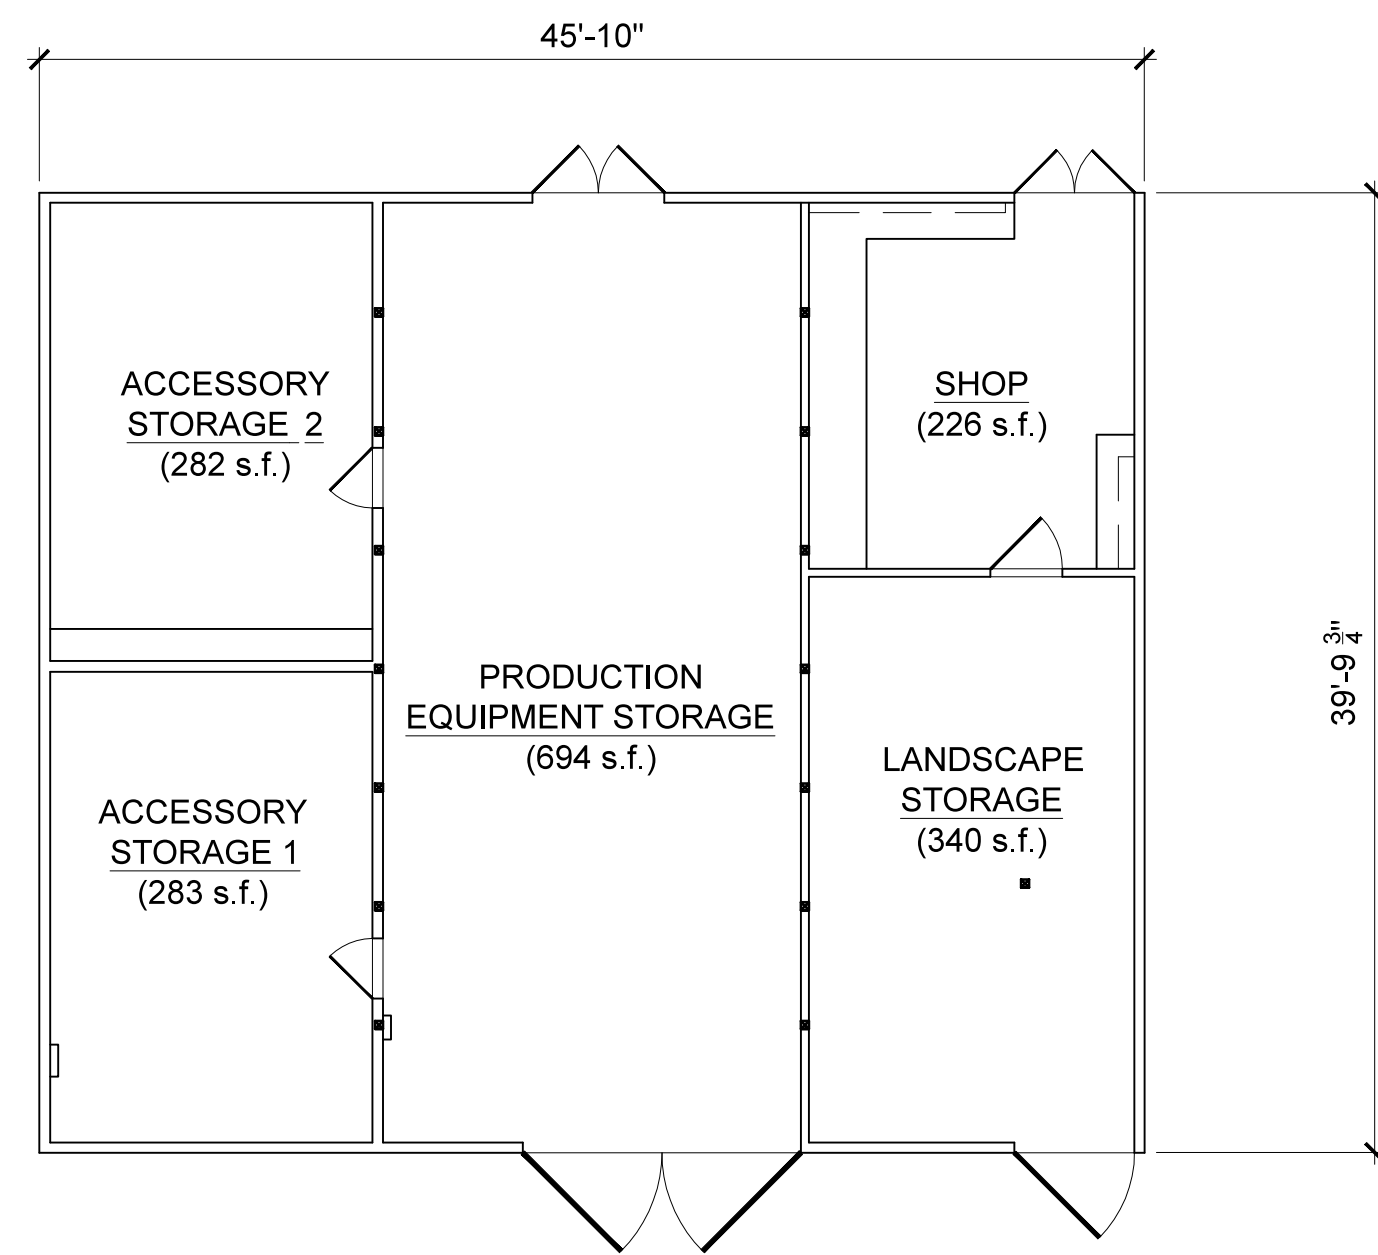 45'-10"
ACCESSORY
STORAGE 2
(282 s.f.)
SHOP
(226 s.f.)
39'-9 3/4"
PRODUCTION
EQUIPMENT STORAGE
(694 s.f.)
LANDSCAPE
STORAGE
(340 s.f.)
ACCESSORY
STORAGE 1
(283 s.f.)